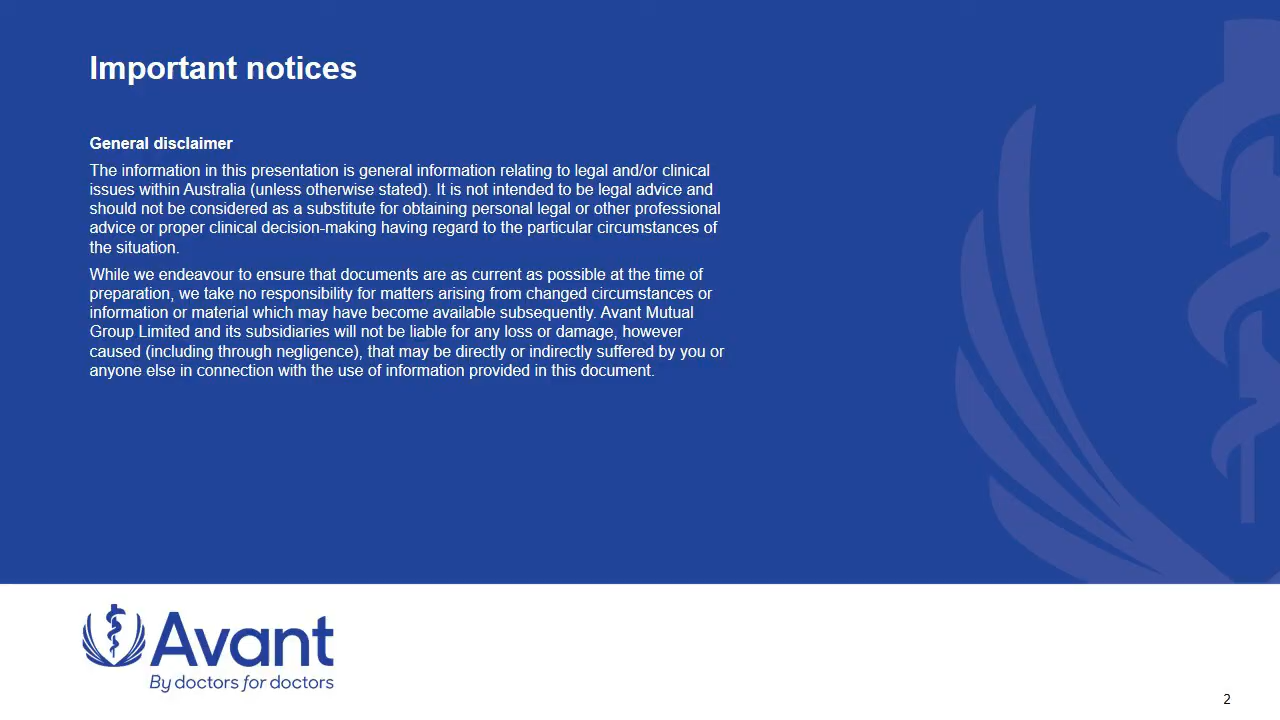 Important notices
General disclaimer
The information in this presentation is general information relating to legal and/or clinical
issues within Australia (unless otherwise stated). It is not intended to be legal advice and
should not be considered as a substitute for obtaining personal legal or other professional
advice or proper clinical decision-making having regard to the particular circumstances of
the situation.
While we endeavour to ensure that documents are as current as possible at the time of
preparation, we take no responsibility for matters arising from changed circumstances or
information or material which may have become available subsequently. Avant Mutual
Group Limited and its subsidiaries will not be liable for any loss or damage, however
caused (including through negligence), that may be directly or indirectly suffered by you or
anyone else in connection with the use of information provided in this document.
Avant
By doctors for doctors
2